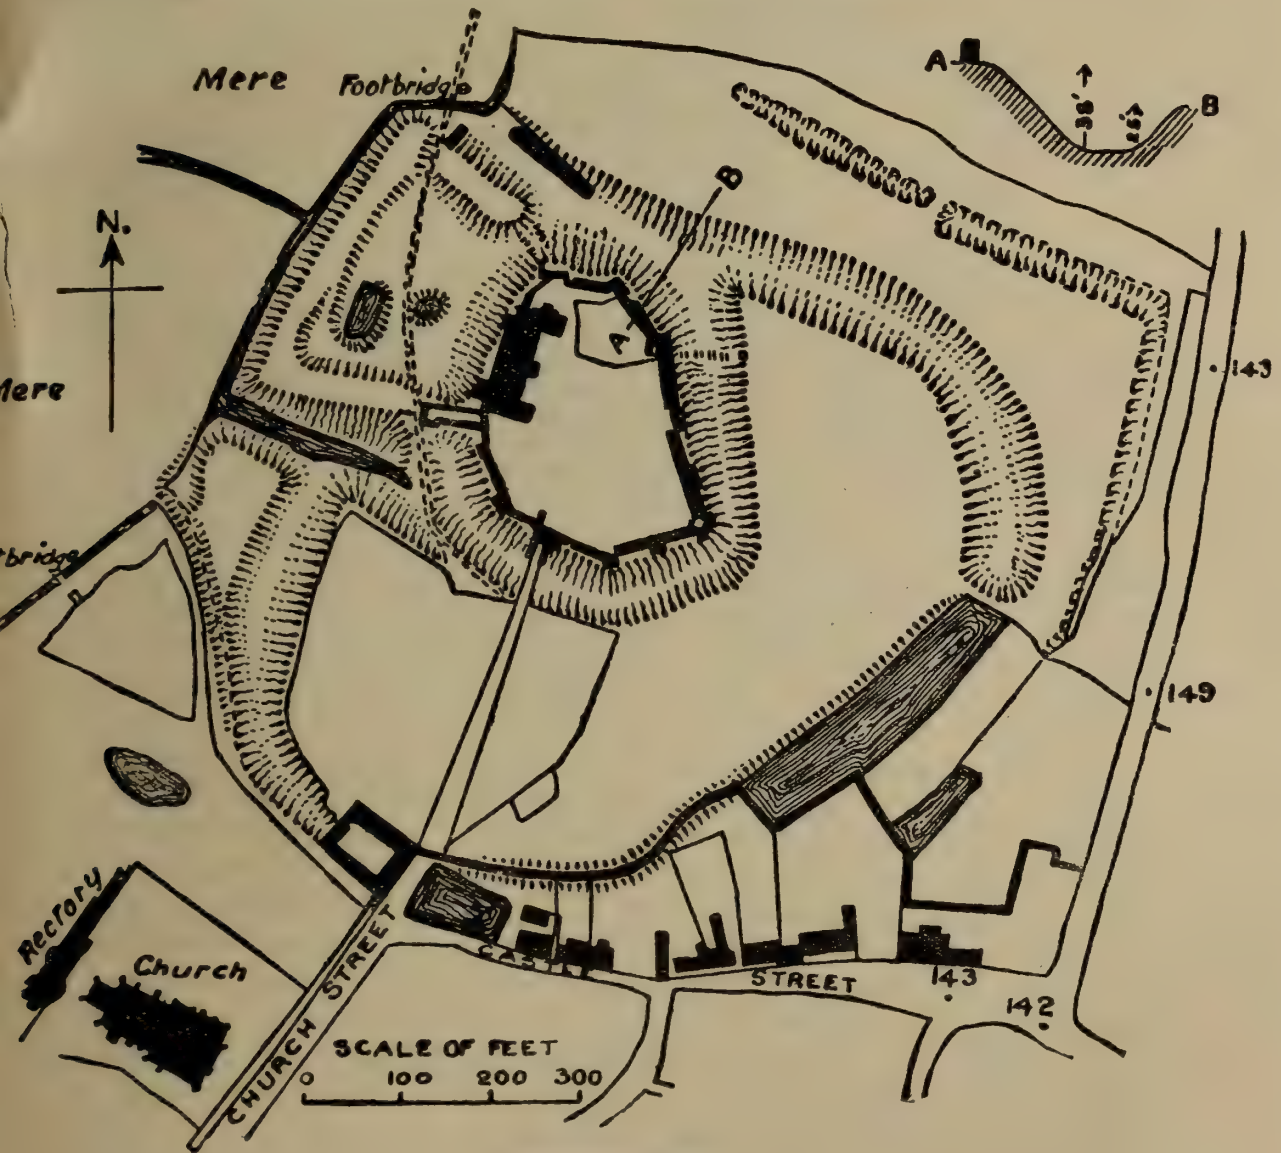 Mere
Footbridge
A
B
38'
N.
B
A
143
Mere
149
Rectory
Church
CHURCH STREET
CASTLE
STREET
143
142
SCALE OF FEET
0 100 200 300